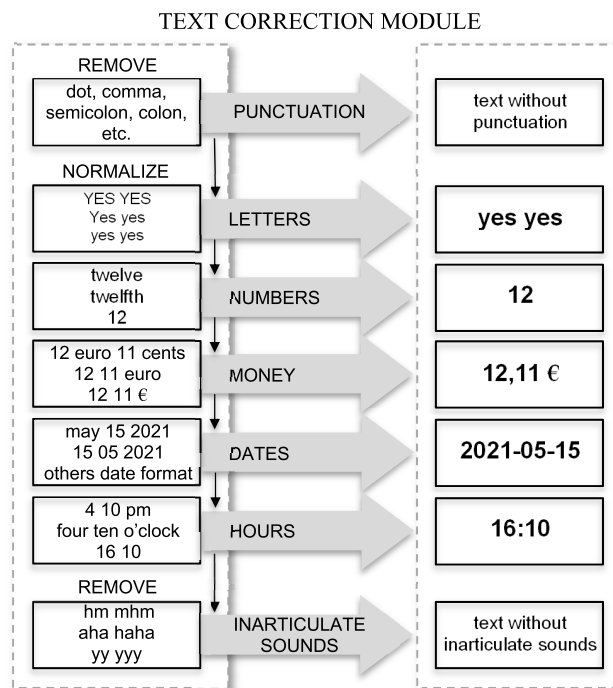 TEXT CORRECTION MODULE
REMOVE
dot, comma,
semicolon, colon,
etc.
PUNCTUATION
text without
punctuation
NORMALIZE
YES YES
Yes yes
yes yes
LETTERS
yes yes
twelve
twelfth
12
NUMBERS
12
12 euro 11 cents
12 11 euro
12 11 €
MONEY
12,11 €
may 15 2021
15 05 2021
others date format
DATES
2021-05-15
4 10 pm
four ten o'clock
16 10
HOURS
16:10
REMOVE
hm mhm
aha haha
yy yyy
INARTICULATE
SOUNDS
text without
inarticulate sounds